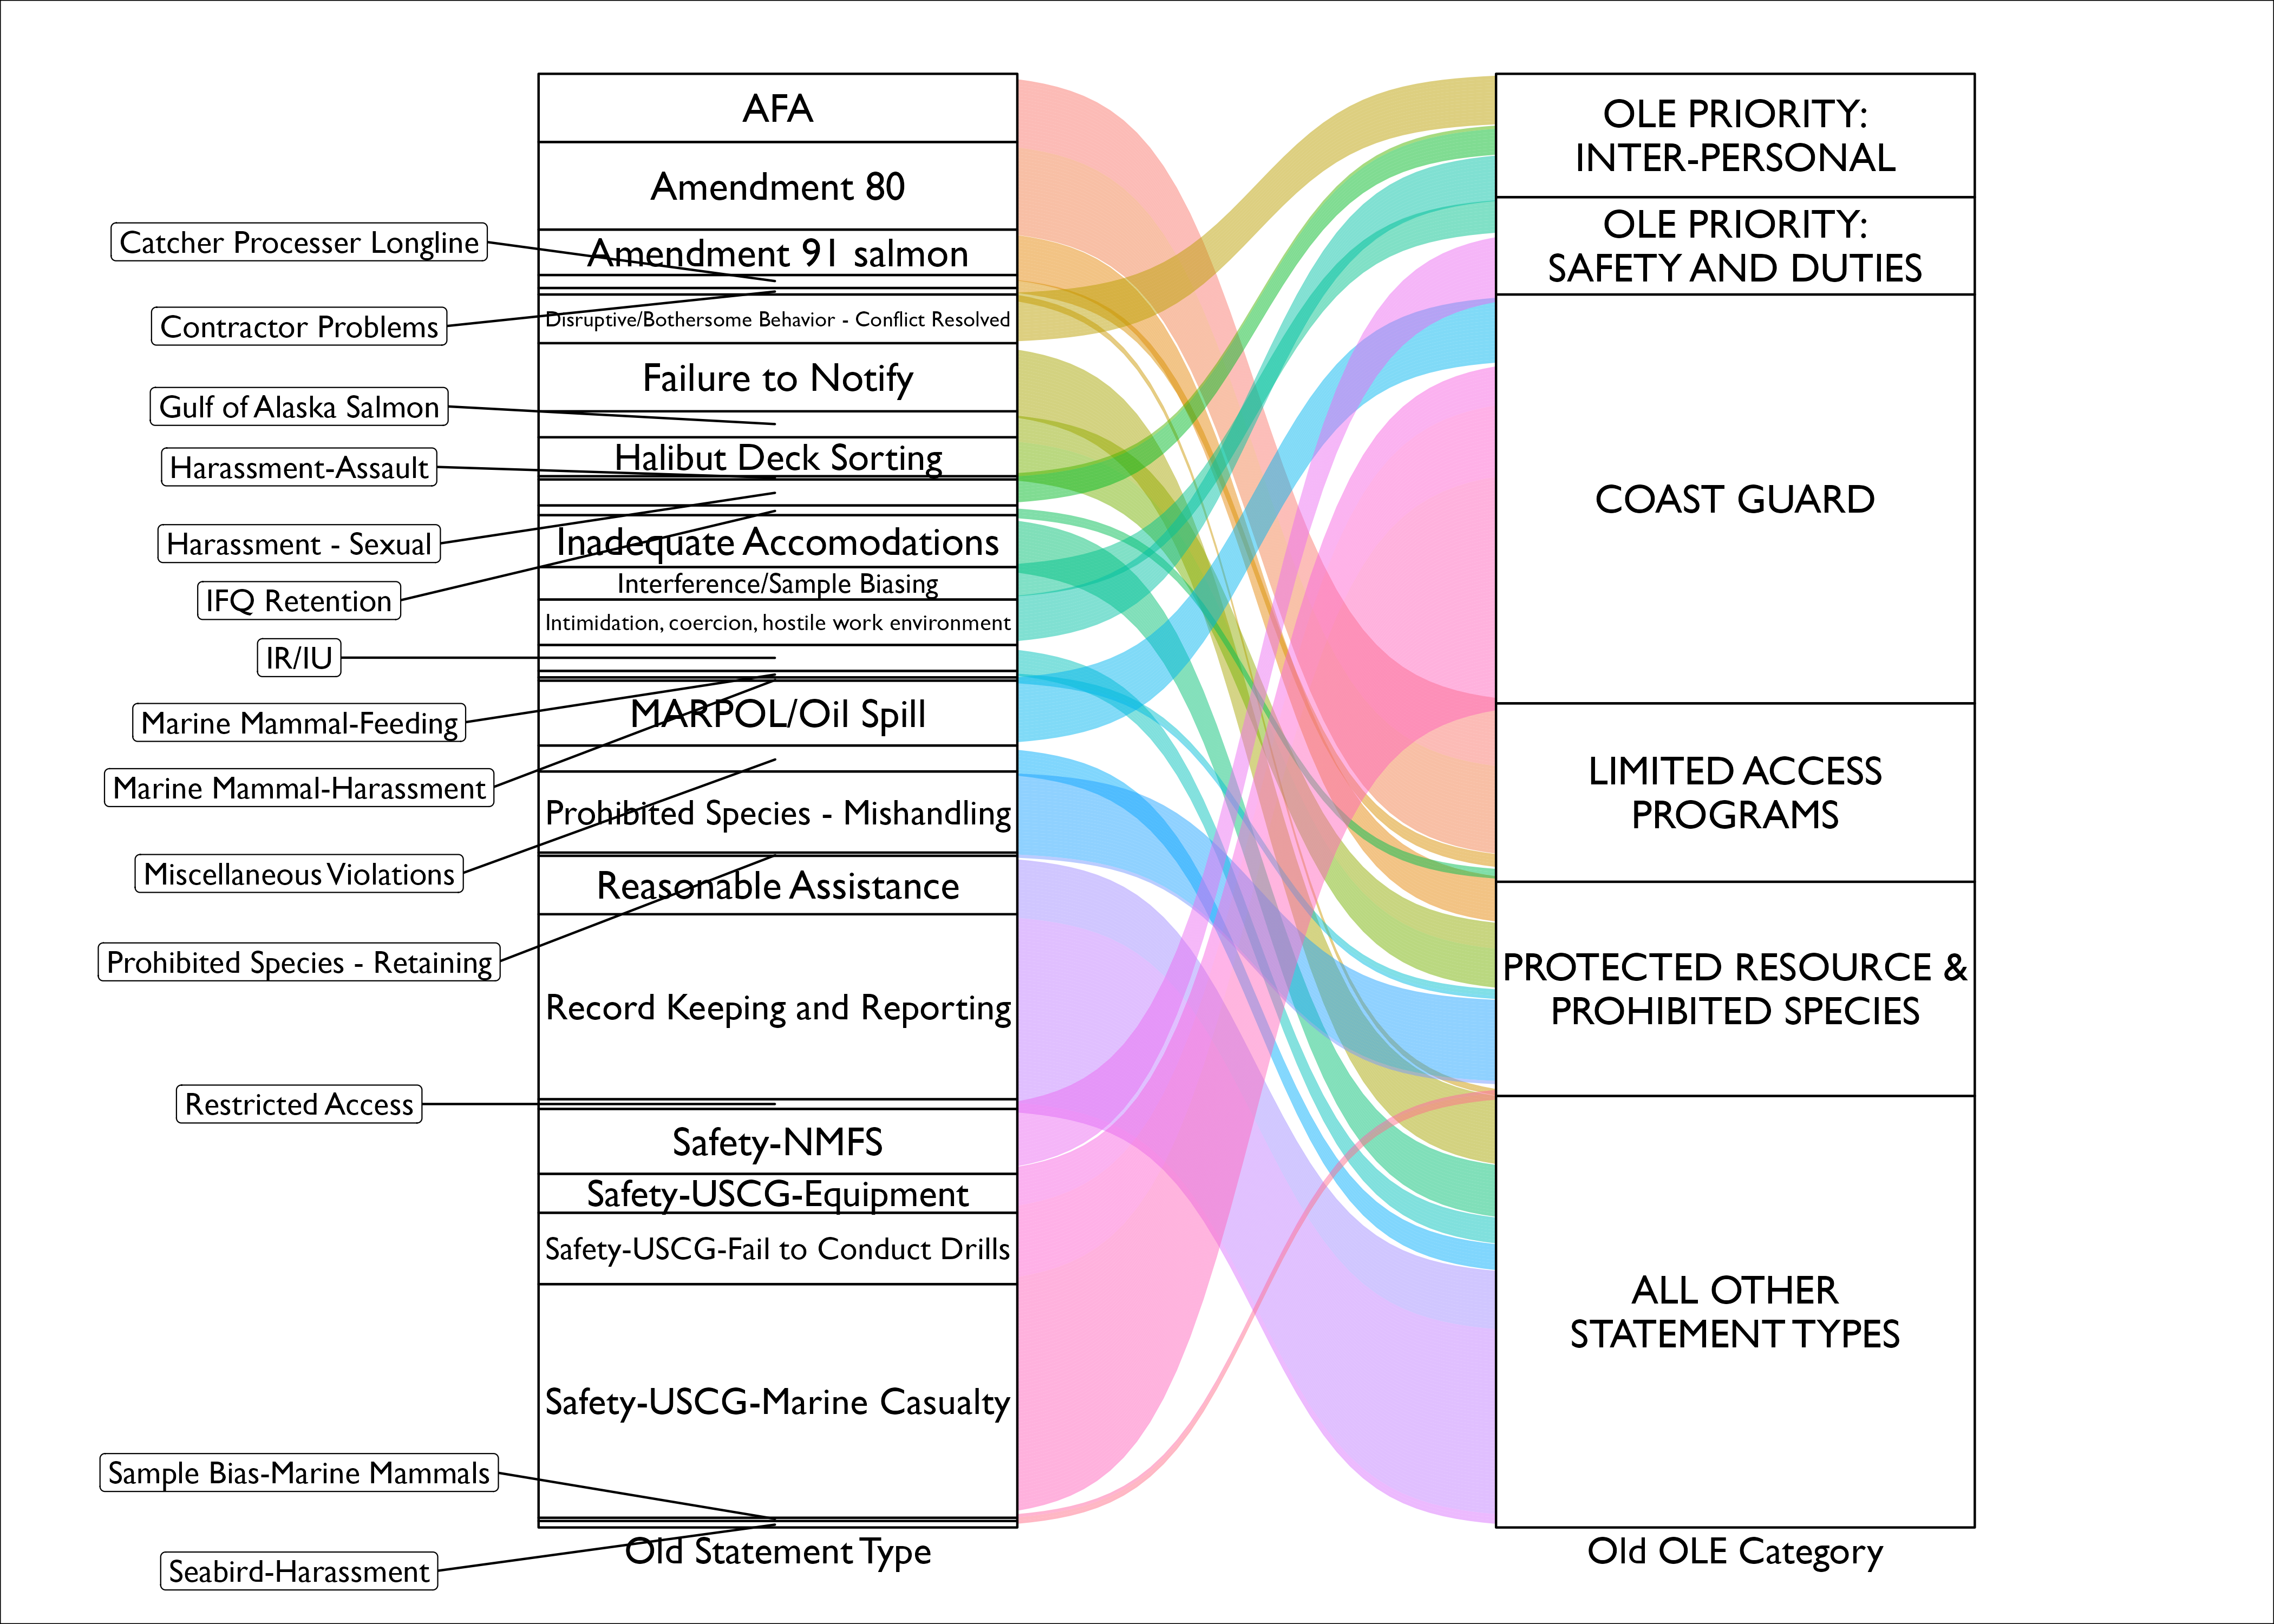 AFA
Amendment 80
Amendment 91 salmon
Catcher Processer Longline
Contractor Problems
Disruptive/Bothersome Behavior - Conflict Resolved
Failure to Notify
Gulf of Alaska Salmon
Halibut Deck Sorting
Harassment-Assault
Harassment - Sexual
IFQ Retention
Inadequate Accomodations
Interference/Sample Biasing
Intimidation, coercion, hostile work environment
IR/IU
Marine Mammal-Feeding
Marine Mammal-Harassment
MARPOL/Oil Spill
Miscellaneous Violations
Prohibited Species - Mishandling
Prohibited Species - Retaining
Reasonable Assistance
Record Keeping and Reporting
Restricted Access
Safety-NMFS
Safety-USCG-Equipment
Safety-USCG-Fail to Conduct Drills
Safety-USCG-Marine Casualty
Sample Bias-Marine Mammals
Seabird-Harassment
Old Statement Type
OLE PRIORITY:
INTER-PERSONAL
OLE PRIORITY:
SAFETY AND DUTIES
COAST GUARD
LIMITED ACCESS
PROGRAMS
PROTECTED RESOURCE &
PROHIBITED SPECIES
ALL OTHER
STATEMENT TYPES
Old OLE Category